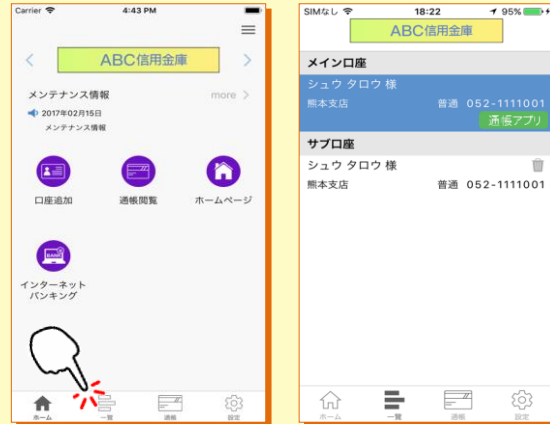 Carrier 4:43 PM
ABC信用金庫
メンテナンス情報 more >
2017年02月15日
メンテナンス情報
口座追加 通帳閲覧 ホームページ
BANK
インターネット
バンキング
ホーム 一覧 通帳 設定
SIMなし 18:22 95%
ABC信用金庫
メイン口座
シュウ タロウ 様
熊本支店 普通 052-1111001
通帳アプリ
サブ口座
シュウ タロウ 様
熊本支店 普通 052-1111001
ホーム 一覧 通帳 設定